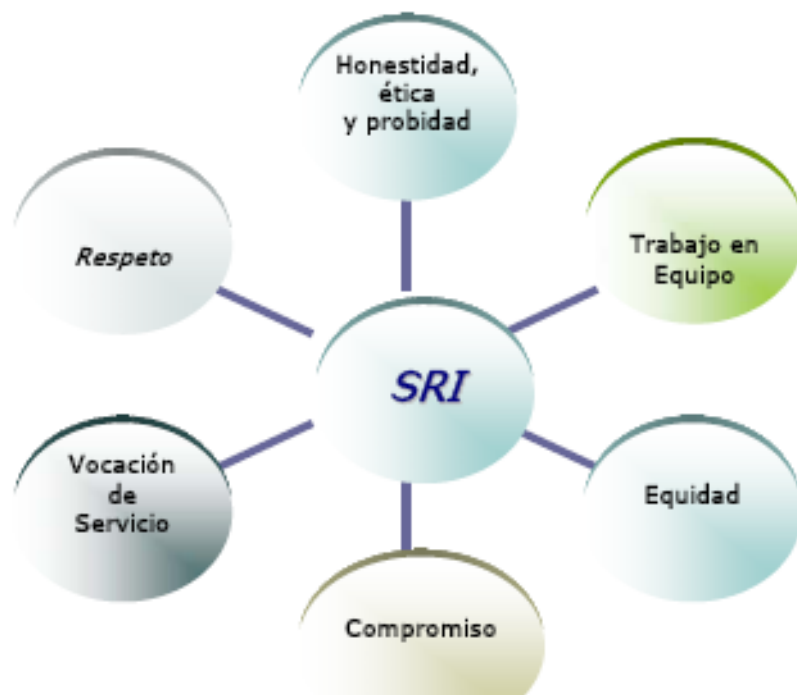 Honestidad,
ética
y probidad
Respeto
Trabajo en
Equipo
SRI
Vocación
de
Servicio
Equidad
Compromiso